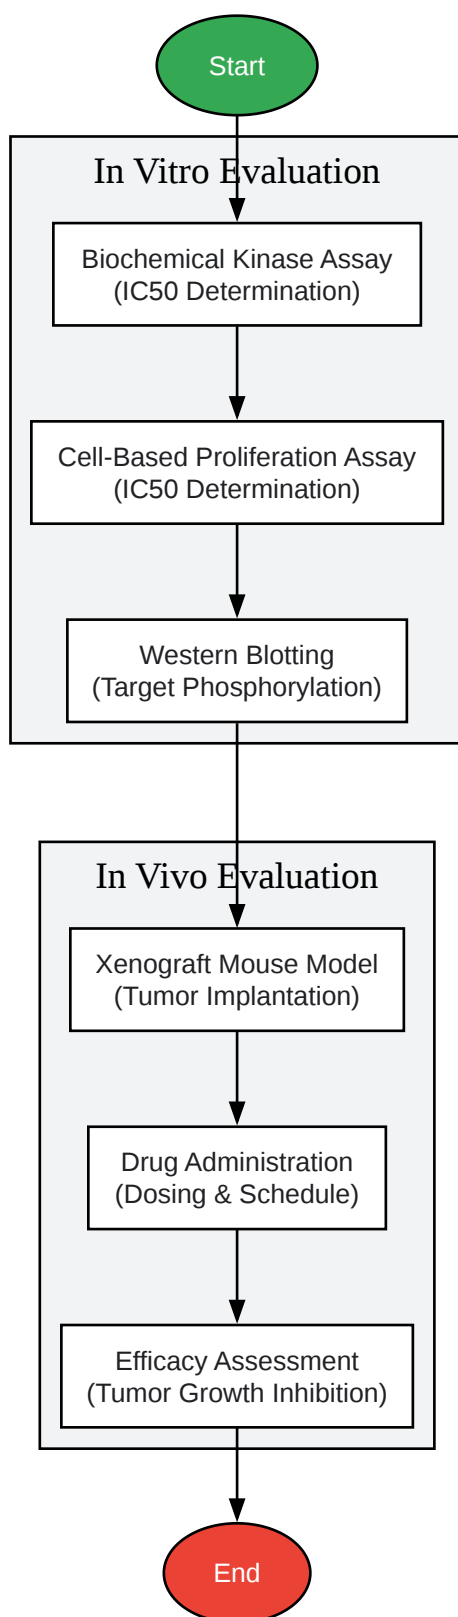 Start
In Vitro Evaluation
Biochemical Kinase Assay
(IC50 Determination)
Cell-Based Proliferation Assay
(IC50 Determination)
Western Blotting
(Target Phosphorylation)
In Vivo Evaluation
Xenograft Mouse Model
(Tumor Implantation)
Drug Administration
(Dosing & Schedule)
Efficacy Assessment
(Tumor Growth Inhibition)
End